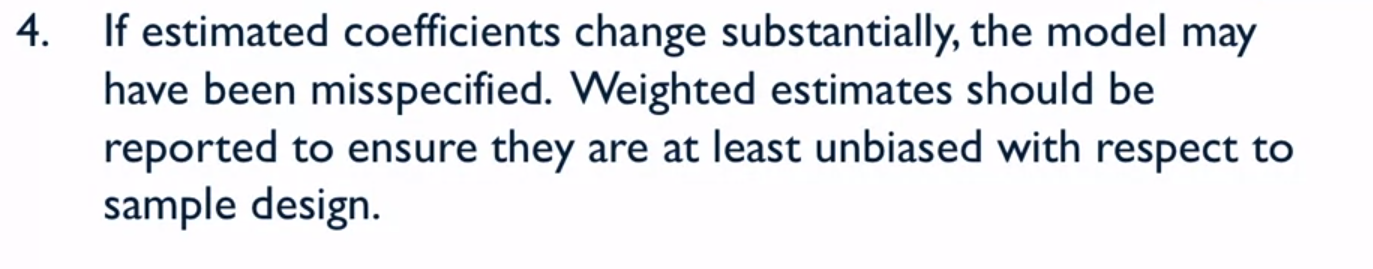 4. If estimated coefficients change substantially, the model may
have been misspecified. Weighted estimates should be
reported to ensure they are at least unbiased with respect to
sample design.